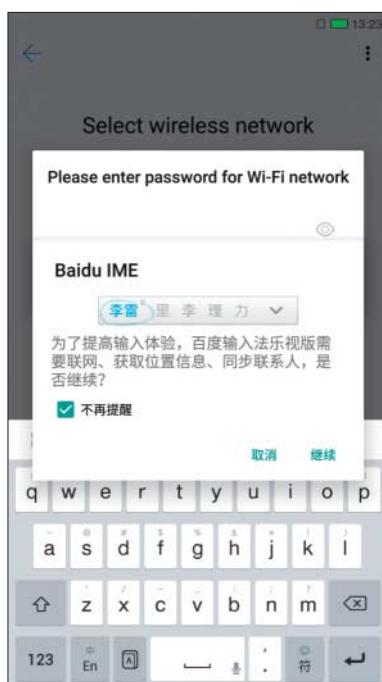 13:23
Select wireless network
Please enter password for Wi-Fi network
Baidu IME
李雷 里 李 理 力
为了提高输入体验，百度输入法乐视版需
要联网、获取位置信息、同步联系人，是
否继续？
不再提醒
取消 继续
q w e r t y u i o p
a s d f g h j k l
z x c v b n m
123 中 En A , . 符